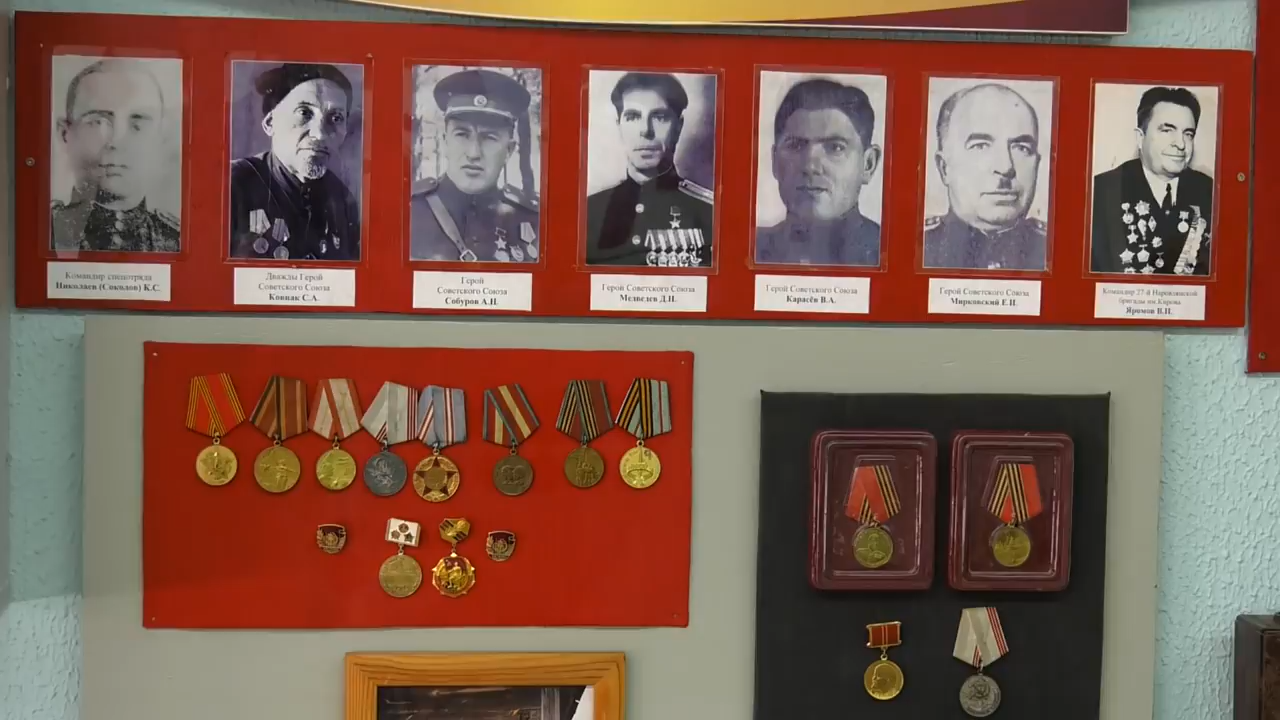 Командир спецотряда
Николаев (Соколов) К.С.
Дважды Герой
Советского Союза
Ковпак С.А.
Герой
Советского Союза
Сабуров А.Н.
Герой Советского Союза
Медведев Д.Н.
Герой Советского Союза
Карасёв В.А.
Герой Советского Союза
Мирковский Е.И.
Командир 27-й Наровлянской
бригады им.Кирова
Яромов В.П.